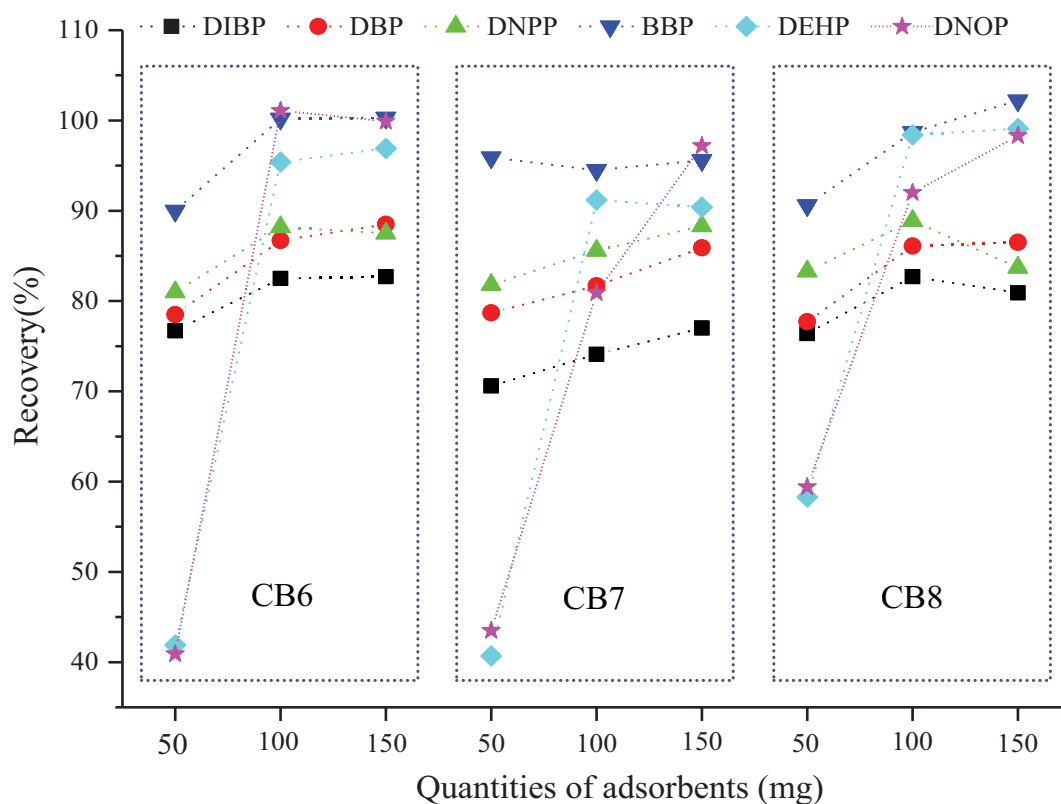 DIBP DBP DNPP BBP DEHP DNOP
110
100
90
80
70
60
50
40
Recovery(%)
CB6 CB7 CB8
50 100 150 50 100 150 50 100 150
Quantities of adsorbents (mg)